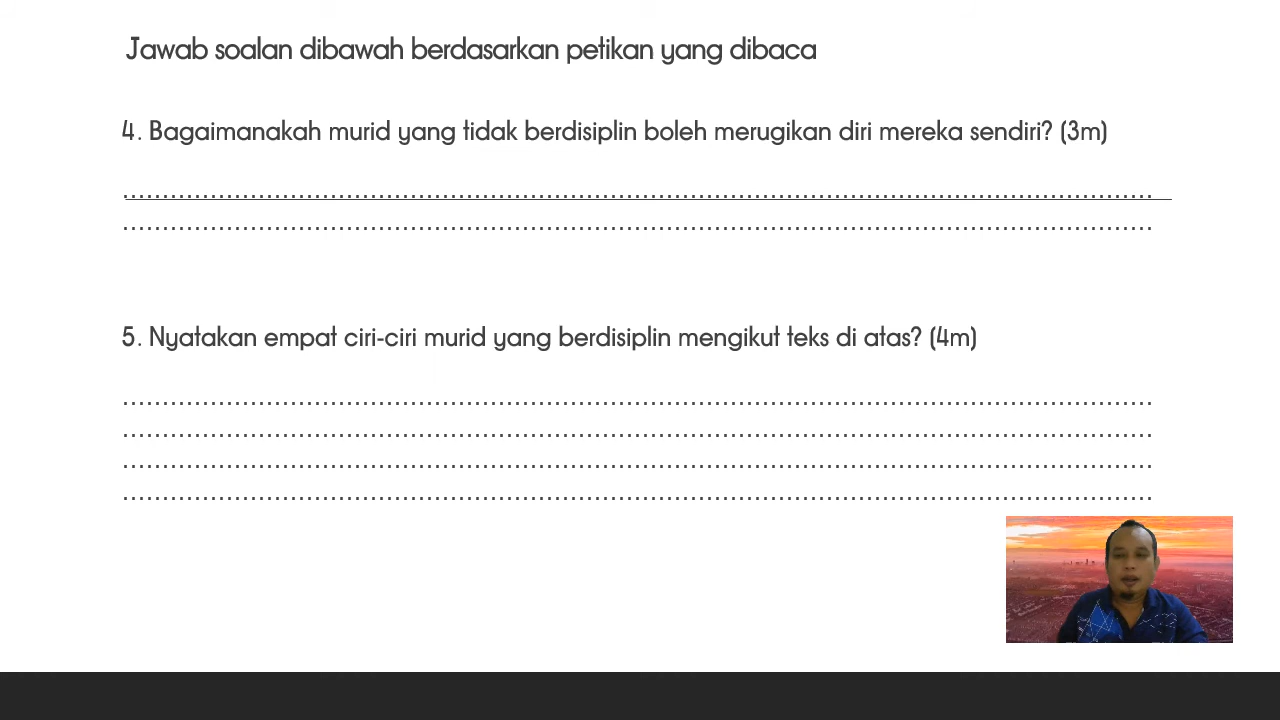 Jawab soalan dibawah berdasarkan petikan yang dibaca
4. Bagaimanakah murid yang tidak berdisiplin boleh merugikan diri mereka sendiri? (3m)
5. Nyatakan empat ciri-ciri murid yang berdisiplin mengikut teks di atas? (4m)